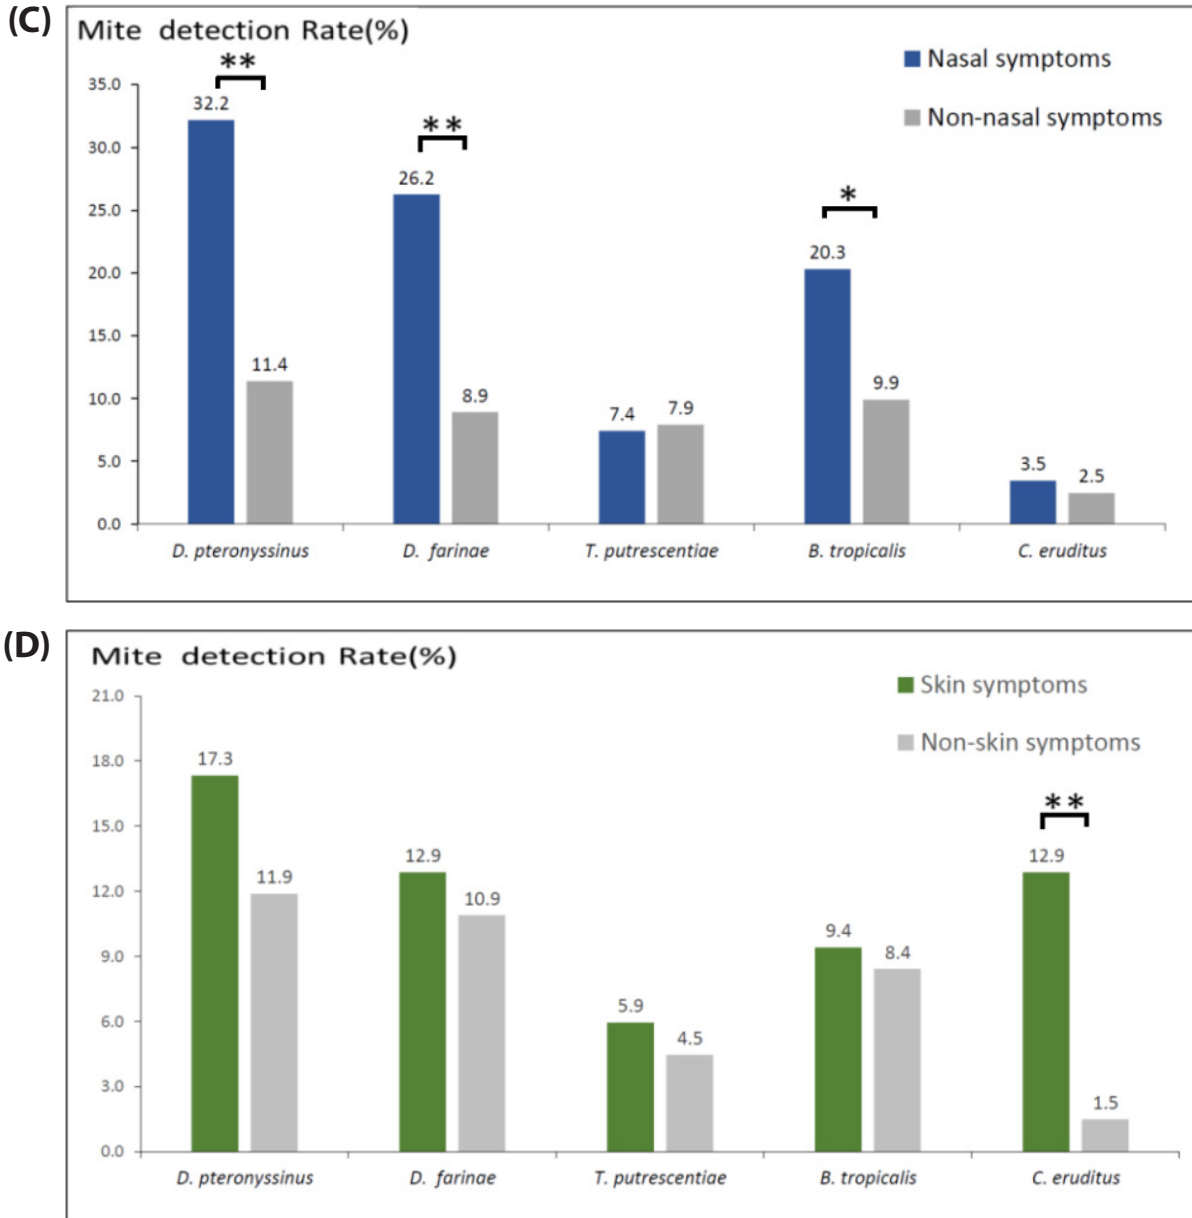 (C)
Mite detection Rate(%)
Nasal symptoms
Non-nasal symptoms
**
**
*
35.0
30.0
25.0
20.0
15.0
10.0
5.0
0.0
32.2
11.4
26.2
8.9
7.4
7.9
20.3
9.9
3.5
2.5
D. pteronyssinus
D. farinae
T. putrescentiae
B. tropicalis
C. eruditus
(D)
Mite detection Rate(%)
Skin symptoms
Non-skin symptoms
**
21.0
18.0
15.0
12.0
9.0
6.0
3.0
0.0
17.3
11.9
12.9
10.9
5.9
4.5
9.4
8.4
12.9
1.5
D. pteronyssinus
D. farinae
T. putrescentiae
B. tropicalis
C. eruditus